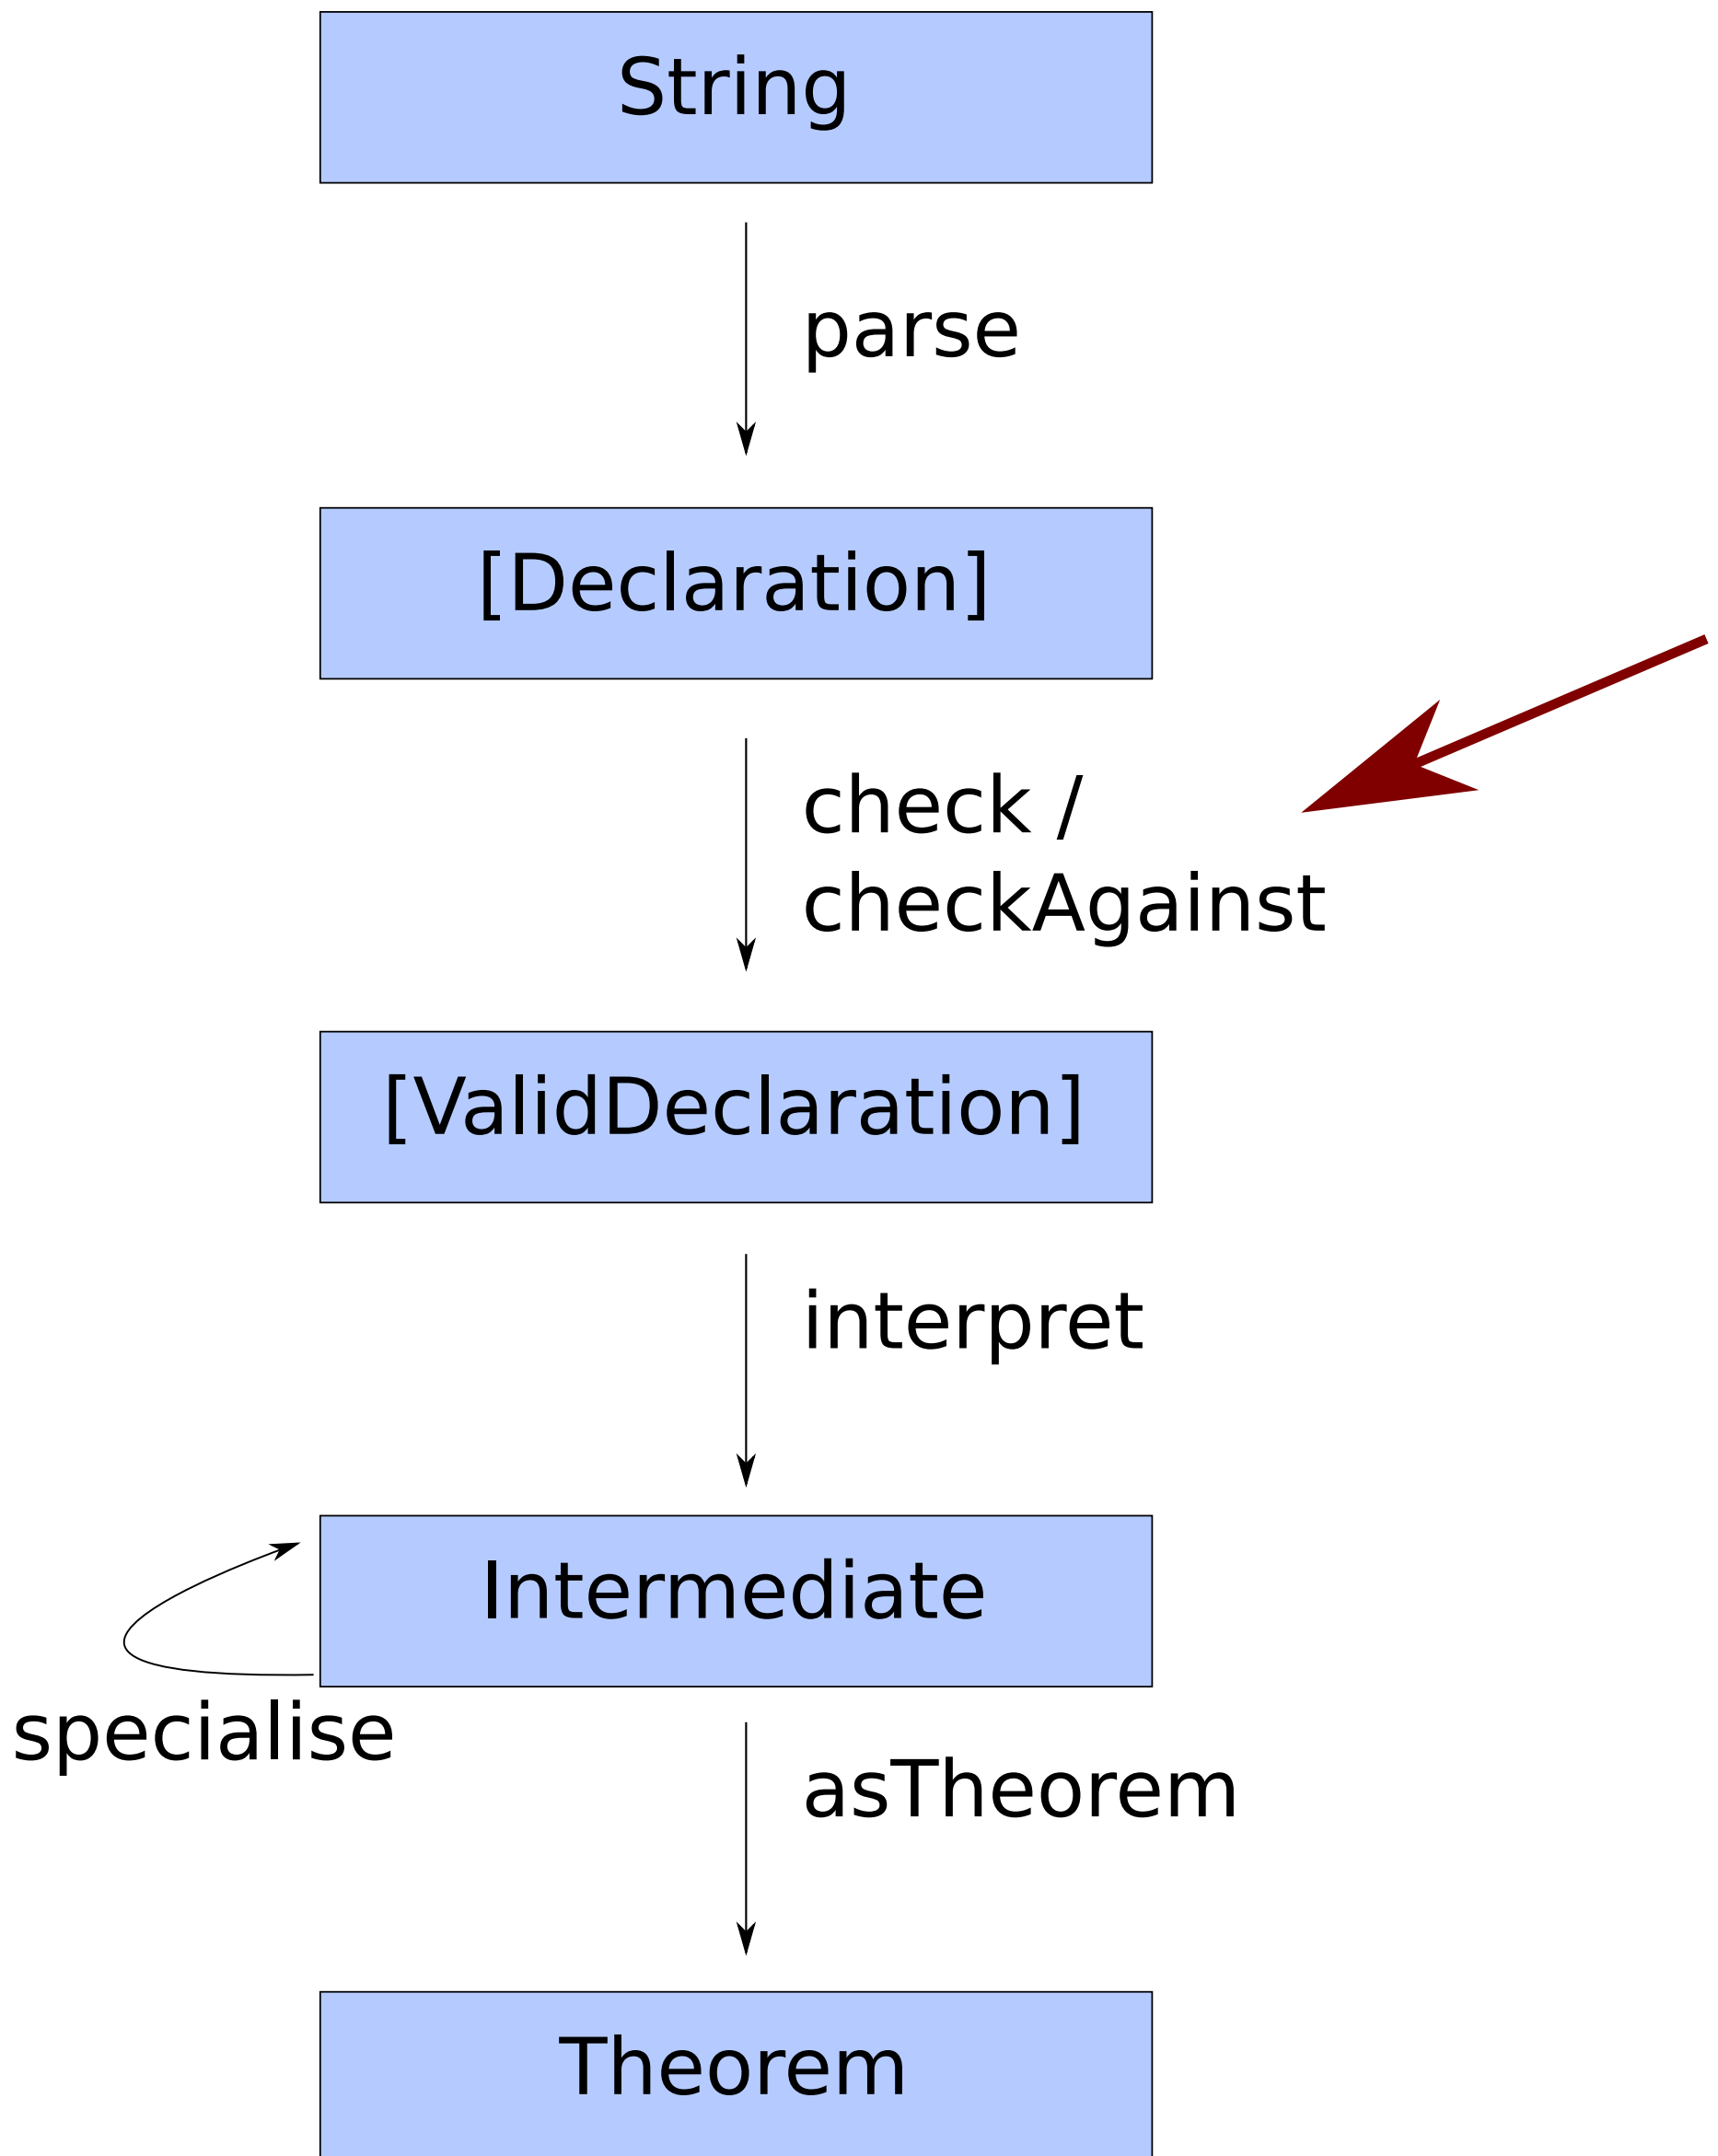 String
parse
[Declaration]
check /
checkAgainst
[ValidDeclaration]
interpret
Intermediate
specialise
asTheorem
Theorem